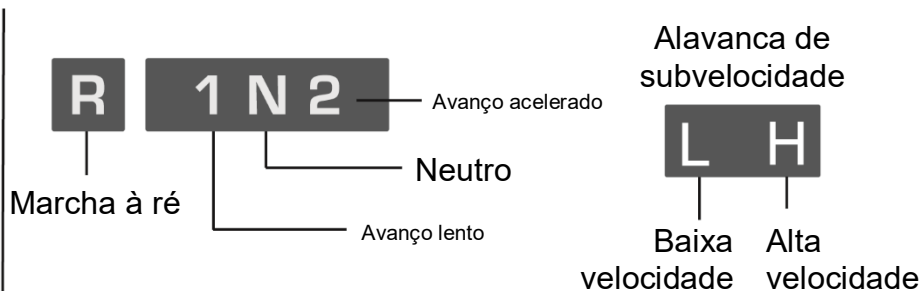 R 1 N 2
Avanço acelerado
Neutro
Marcha à ré
Avanço lento
Alavanca de
subvelocidade
L H
Baixa
velocidade
Alta
velocidade